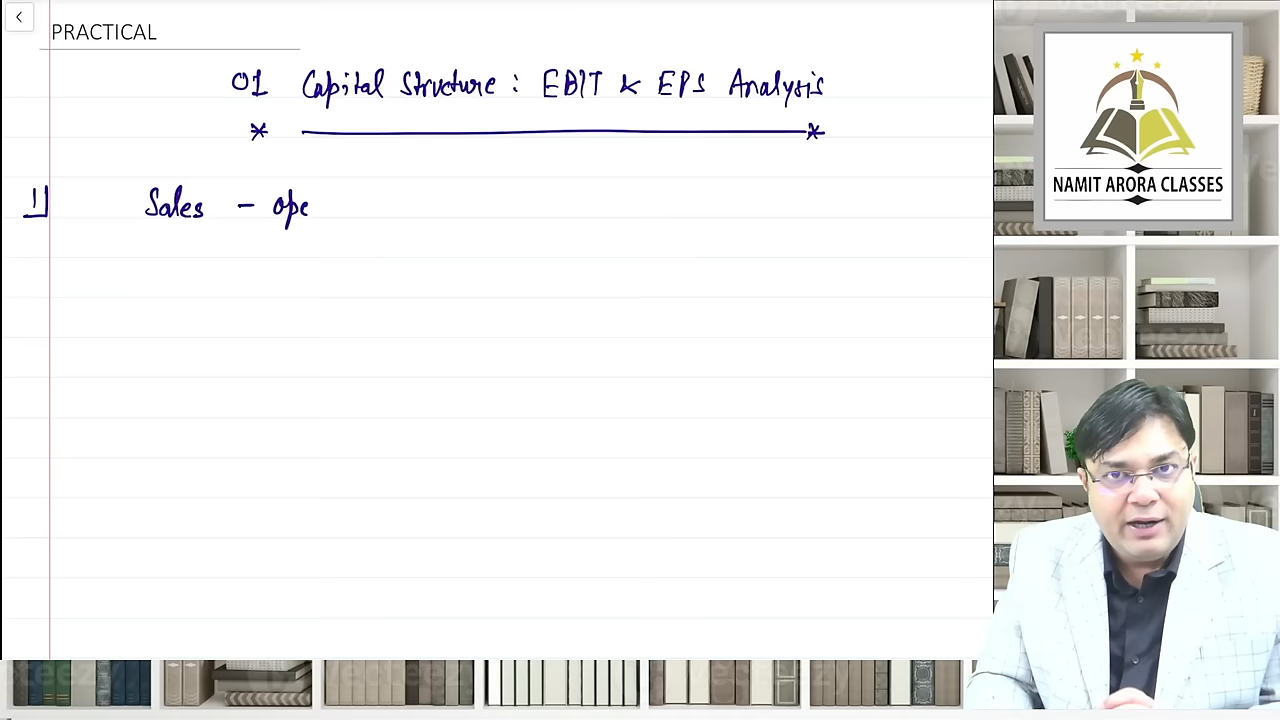 PRACTICAL
01 Capital Structure : EBIT & EPS Analysis
1] Sales - ope
NAMIT ARORA CLASSES